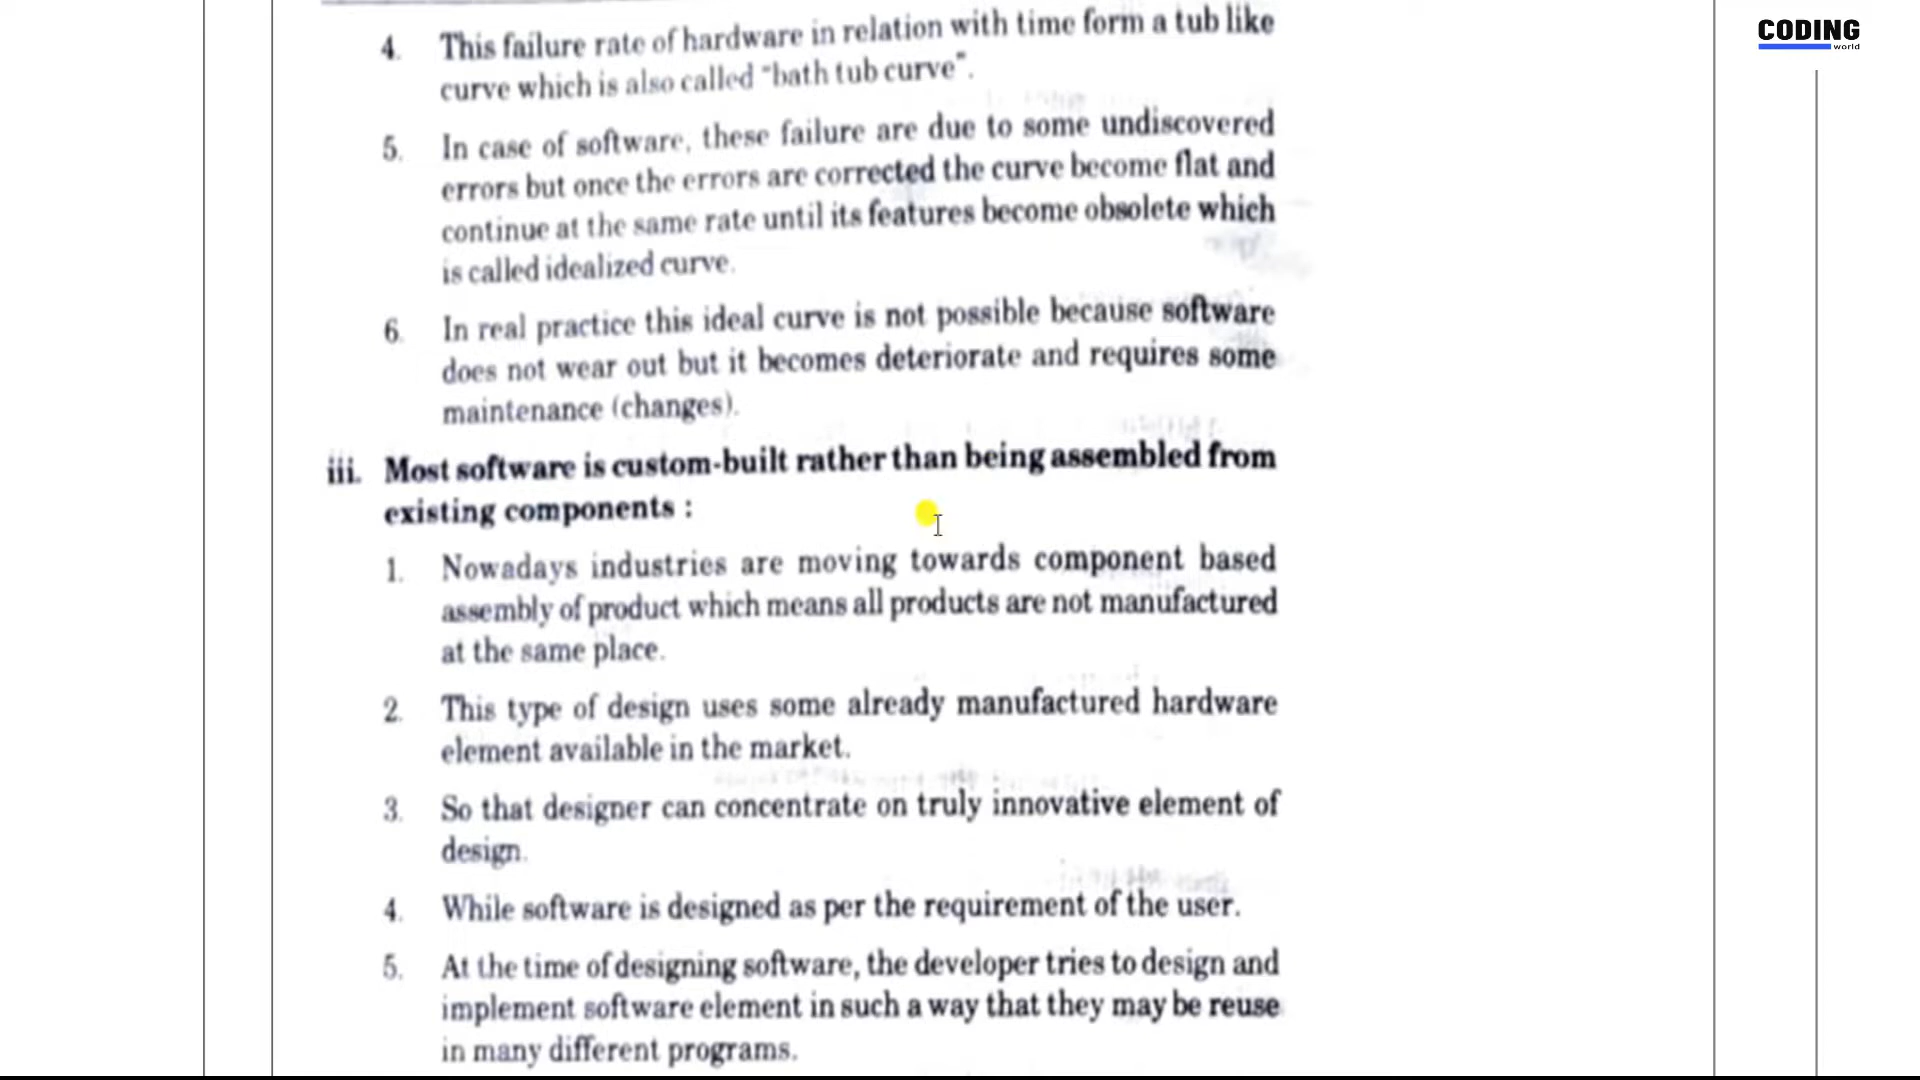 CODING
world
4. This failure rate of hardware in relation with time form a tub like
curve which is also called "bath tub curve".
5. In case of software, these failure are due to some undiscovered
errors but once the errors are corrected the curve become flat and
continue at the same rate until its features become obsolete which
is called idealized curve.
6. In real practice this ideal curve is not possible because software
does not wear out but it becomes deteriorate and requires some
maintenance (changes).
iii. Most software is custom-built rather than being assembled from
existing components :
1. Nowadays industries are moving towards component based
assembly of product which means all products are not manufactured
at the same place.
2. This type of design uses some already manufactured hardware
element available in the market.
3. So that designer can concentrate on truly innovative element of
design.
4. While software is designed as per the requirement of the user.
5. At the time of designing software, the developer tries to design and
implement software element in such a way that they may be reuse
in many different programs.